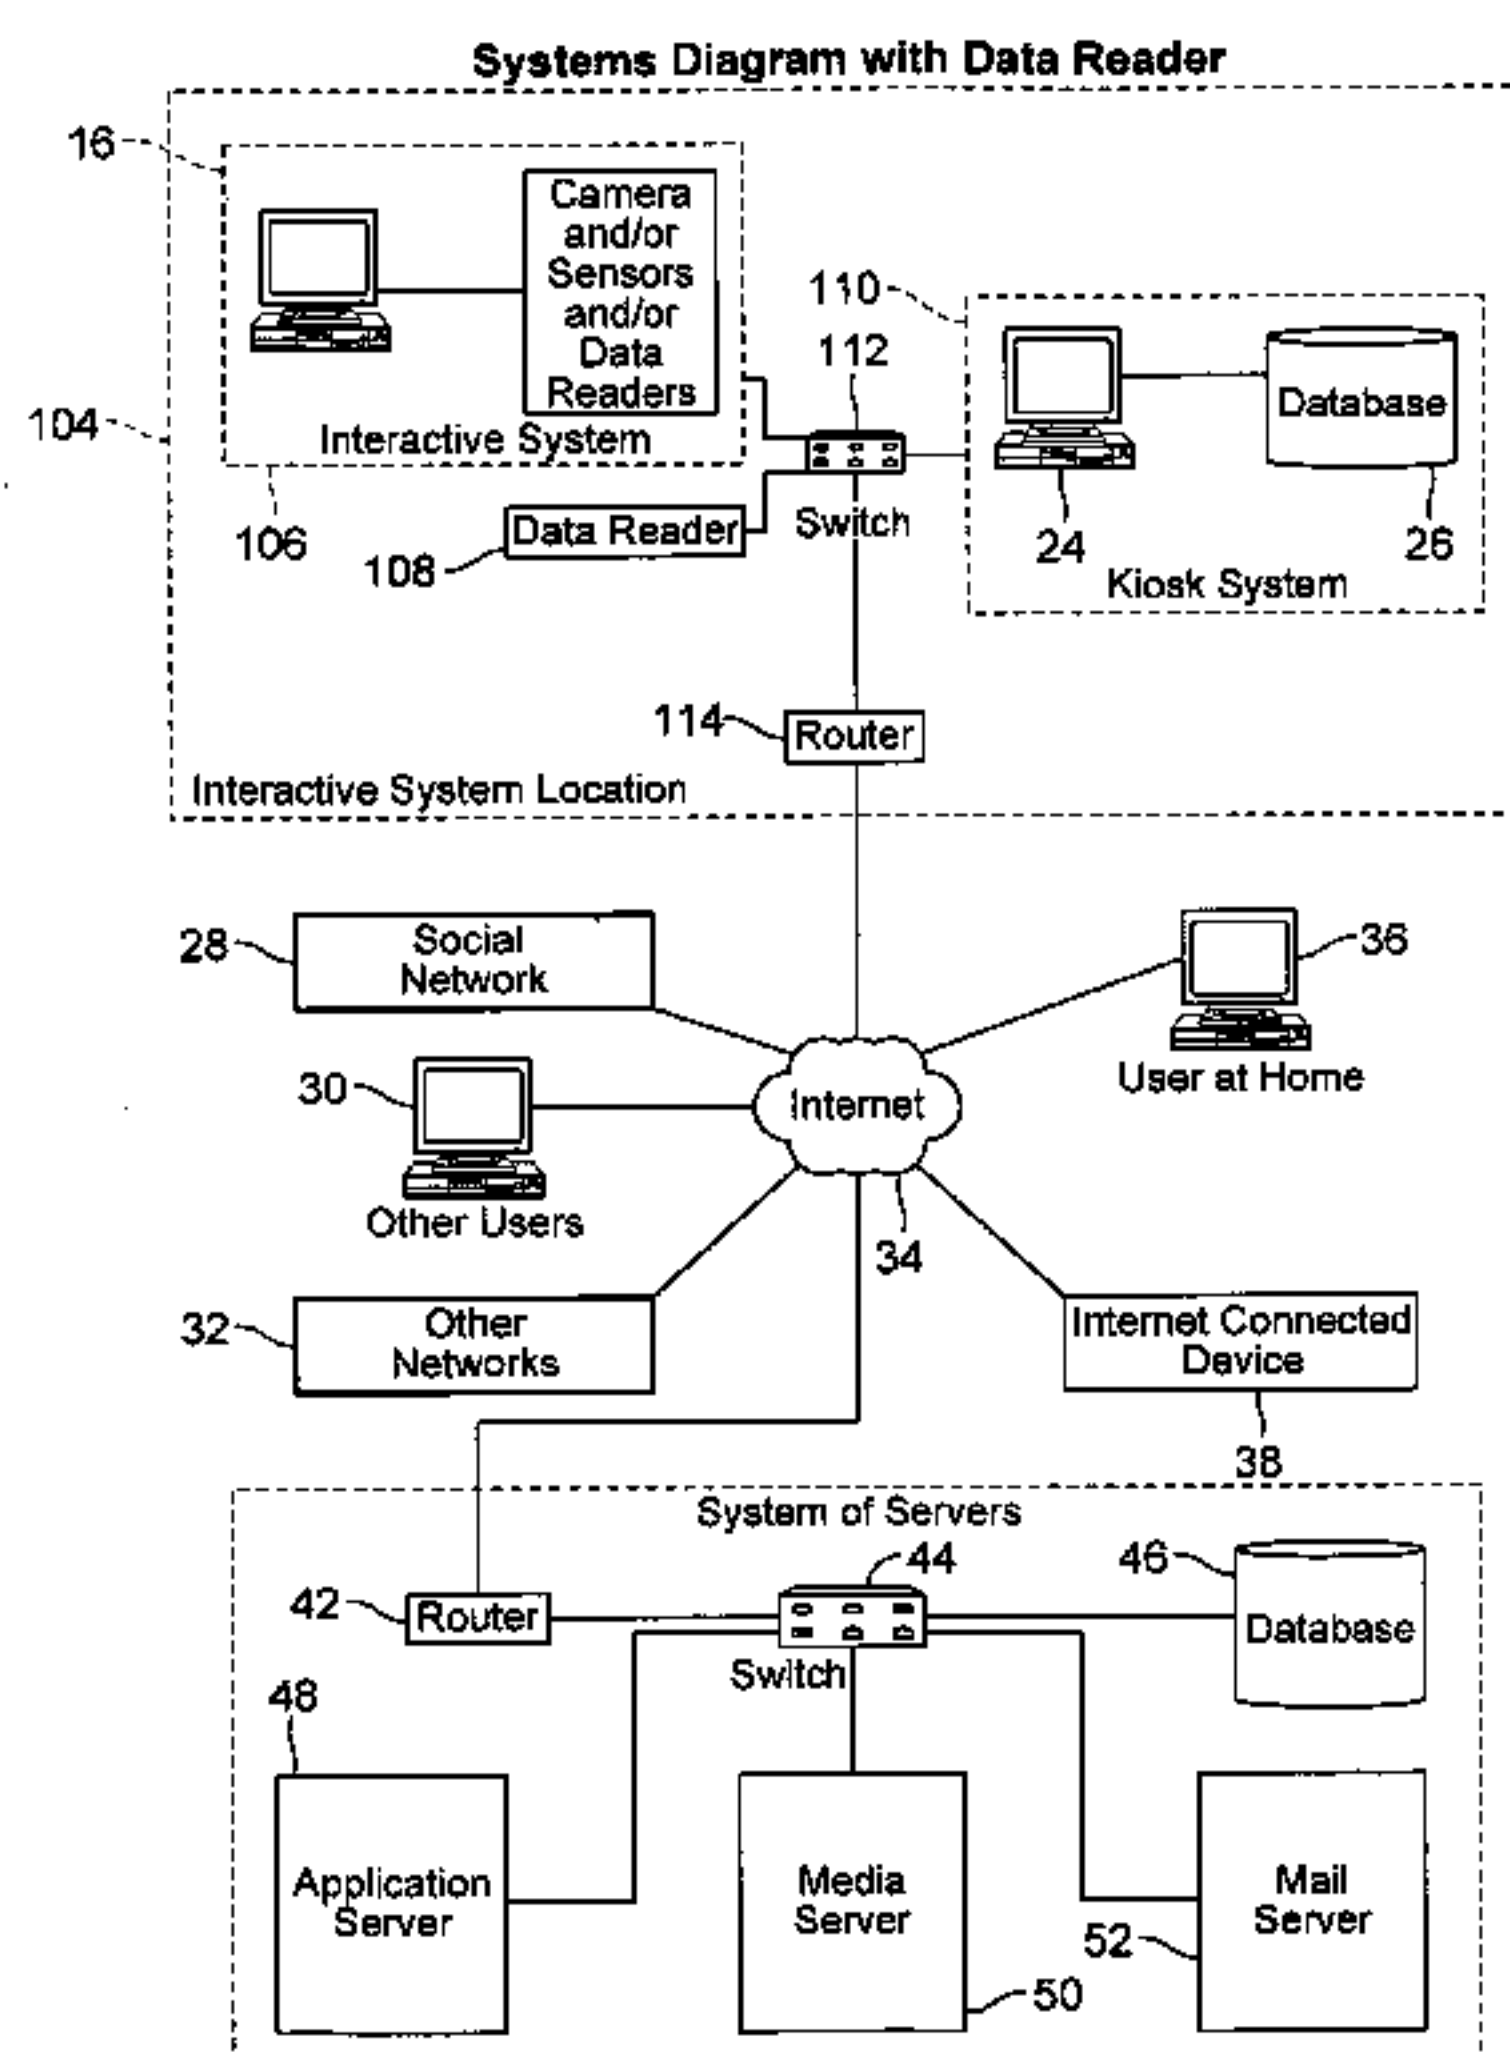 Systems Diagram with Data Reader
16
Camera
and/or
Sensors
and/or
Data
Readers
Interactive System
104
106
Data Reader
108
112
Switch
110
Database
24
26
Kiosk System
114
Router
Interactive System Location
28
Social
Network
36
User at Home
30
Other Users
Internet
34
32
Other
Networks
Internet Connected
Device
38
System of Servers
42
Router
44
Switch
46
Database
48
Application
Server
Media
Server
50
Mail
Server
52